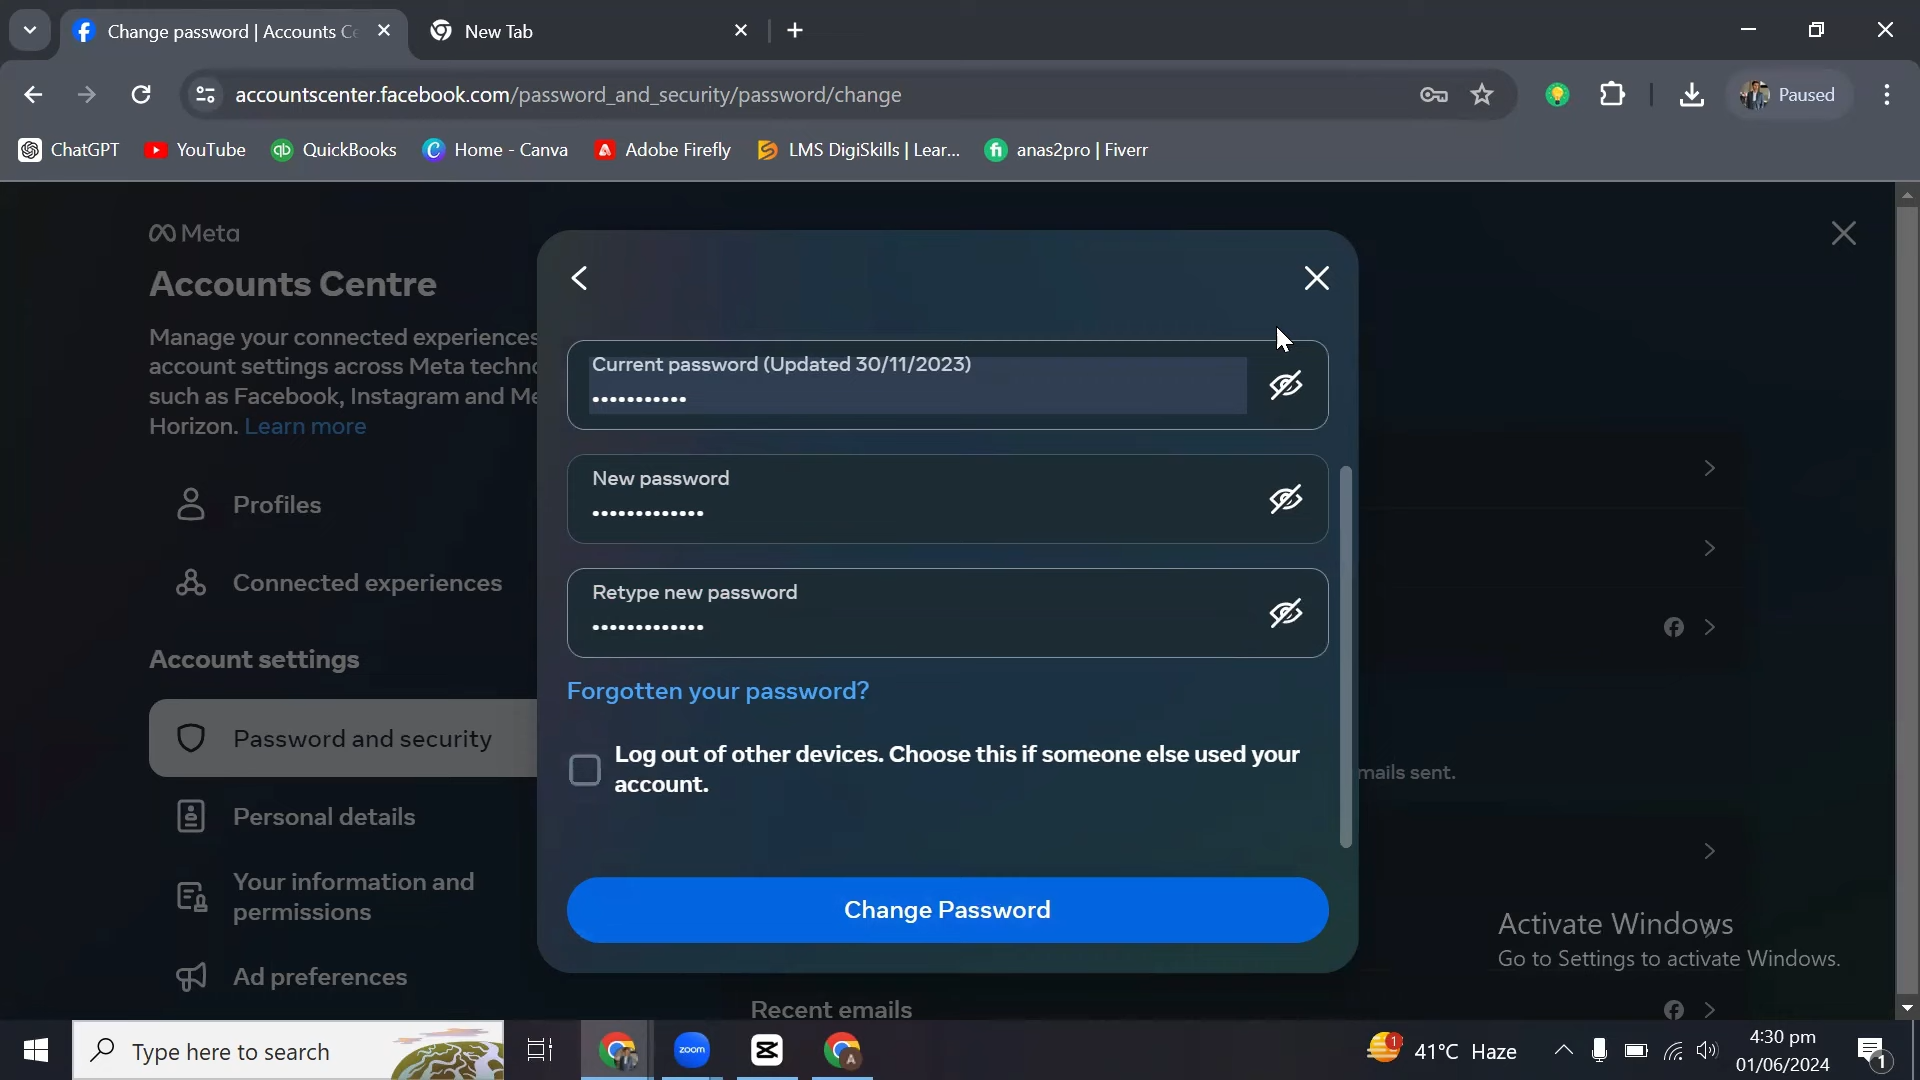 Change password | Accounts Ce
New Tab
accountscenter.facebook.com/password_and_security/password/change
Paused
ChatGPT
YouTube
QuickBooks
Home - Canva
Adobe Firefly
LMS DigiSkills | Lear...
anas2pro | Fiverr
Meta
Accounts Centre
Manage your connected experiences
account settings across Meta techno
such as Facebook, Instagram and Me
Horizon. Learn more
Profiles
Connected experiences
Account settings
Password and security
Personal details
Your information and
permissions
Ad preferences
Current password (Updated 30/11/2023)
•••••••••••
New password
•••••••••••••
Retype new password
•••••••••••••
Forgotten your password?
Log out of other devices. Choose this if someone else used your
account.
Change Password
mails sent.
Recent emails
Activate Windows
Go to Settings to activate Windows.
Type here to search
zoom
A
1
41°C Haze
4:30 pm
01/06/2024
1